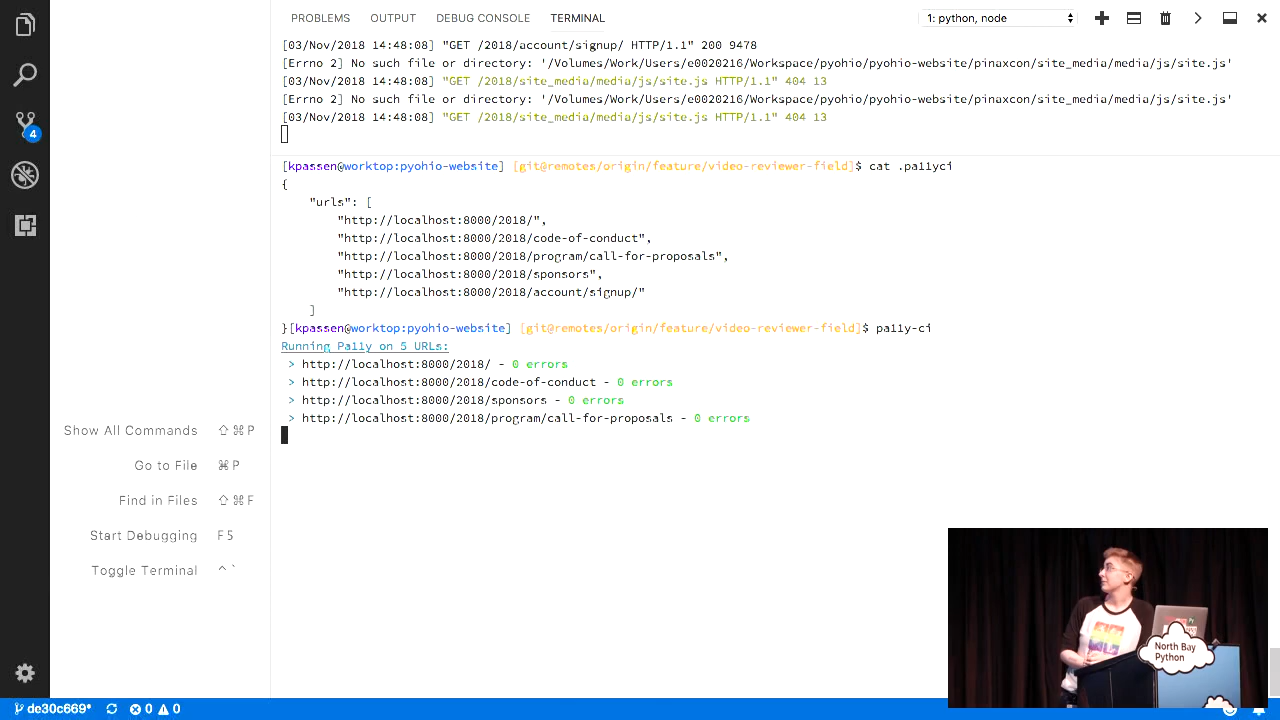 PROBLEMS OUTPUT DEBUG CONSOLE TERMINAL 1: python, node
[03/Nov/2018 14:48:08] "GET /2018/account/signup/ HTTP/1.1" 200 9478
[Errno 2] No such file or directory: '/Volumes/Work/Users/e0020216/Workspace/pyohio/pyohio-website/pinaxcon/site_media/media/js/site.js'
[03/Nov/2018 14:48:08] "GET /2018/site_media/media/js/site.js HTTP/1.1" 404 13
[Errno 2] No such file or directory: '/Volumes/Work/Users/e0020216/Workspace/pyohio/pyohio-website/pinaxcon/site_media/media/js/site.js'
[03/Nov/2018 14:48:08] "GET /2018/site_media/media/js/site.js HTTP/1.1" 404 13
[kpassen@worktop:pyohio-website] [git@remotes/origin/feature/video-reviewer-field]$ cat .pa11yci
{
"urls": [
"http://localhost:8000/2018/",
"http://localhost:8000/2018/code-of-conduct",
"http://localhost:8000/2018/program/call-for-proposals",
"http://localhost:8000/2018/sponsors",
"http://localhost:8000/2018/account/signup/"
]
}[kpassen@worktop:pyohio-website] [git@remotes/origin/feature/video-reviewer-field]$ pa11y-ci
Running Pa11y on 5 URLs:
> http://localhost:8000/2018/ - 0 errors
> http://localhost:8000/2018/code-of-conduct - 0 errors
> http://localhost:8000/2018/sponsors - 0 errors
> http://localhost:8000/2018/program/call-for-proposals - 0 errors
4
Show All Commands ⇧⌘P
Go to File ⌘P
Find in Files ⇧⌘F
Start Debugging F5
Toggle Terminal ^`
North Bay
Python
de30c669* 0 0